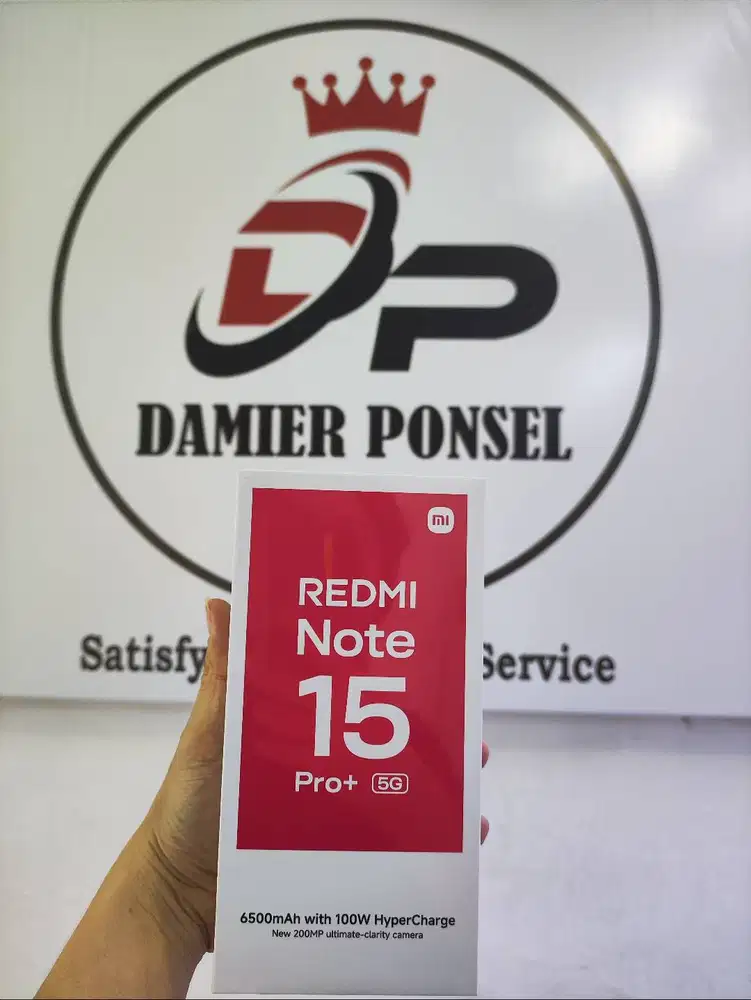 DP
DAMIER PONSEL
Satisfy
Service
mi
REDMI
Note
15
Pro+ 5G
6500mAh with 100W HyperCharge
New 200MP ultimate-clarity camera